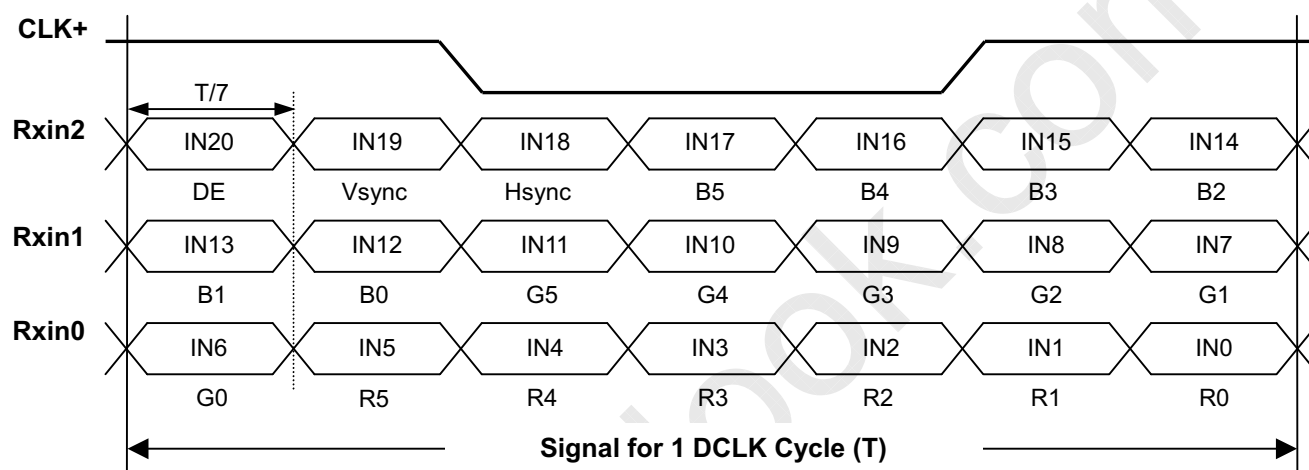 CLK+
T/7
Rxin2 IN20 IN19 IN18 IN17 IN16 IN15 IN14
DE Vsync Hsync B5 B4 B3 B2
Rxin1 IN13 IN12 IN11 IN10 IN9 IN8 IN7
B1 B0 G5 G4 G3 G2 G1
Rxin0 IN6 IN5 IN4 IN3 IN2 IN1 IN0
G0 R5 R4 R3 R2 R1 R0
Signal for 1 DCLK Cycle (T)